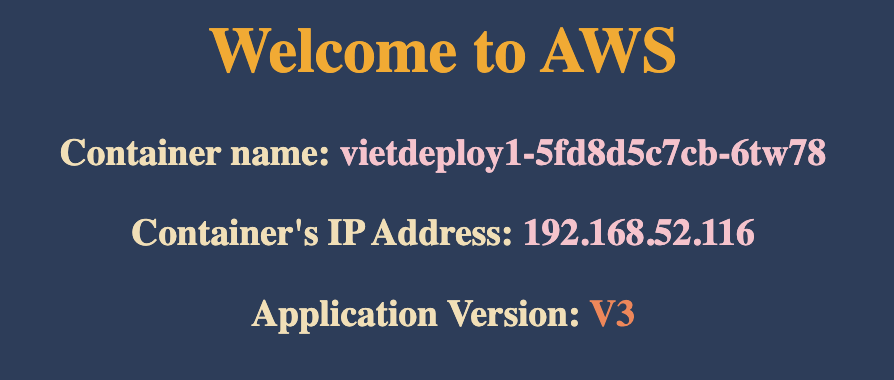 Welcome to AWS
Container name: vietdeploy1-5fd8d5c7cb-6tw78
Container's IP Address: 192.168.52.116
Application Version: V3